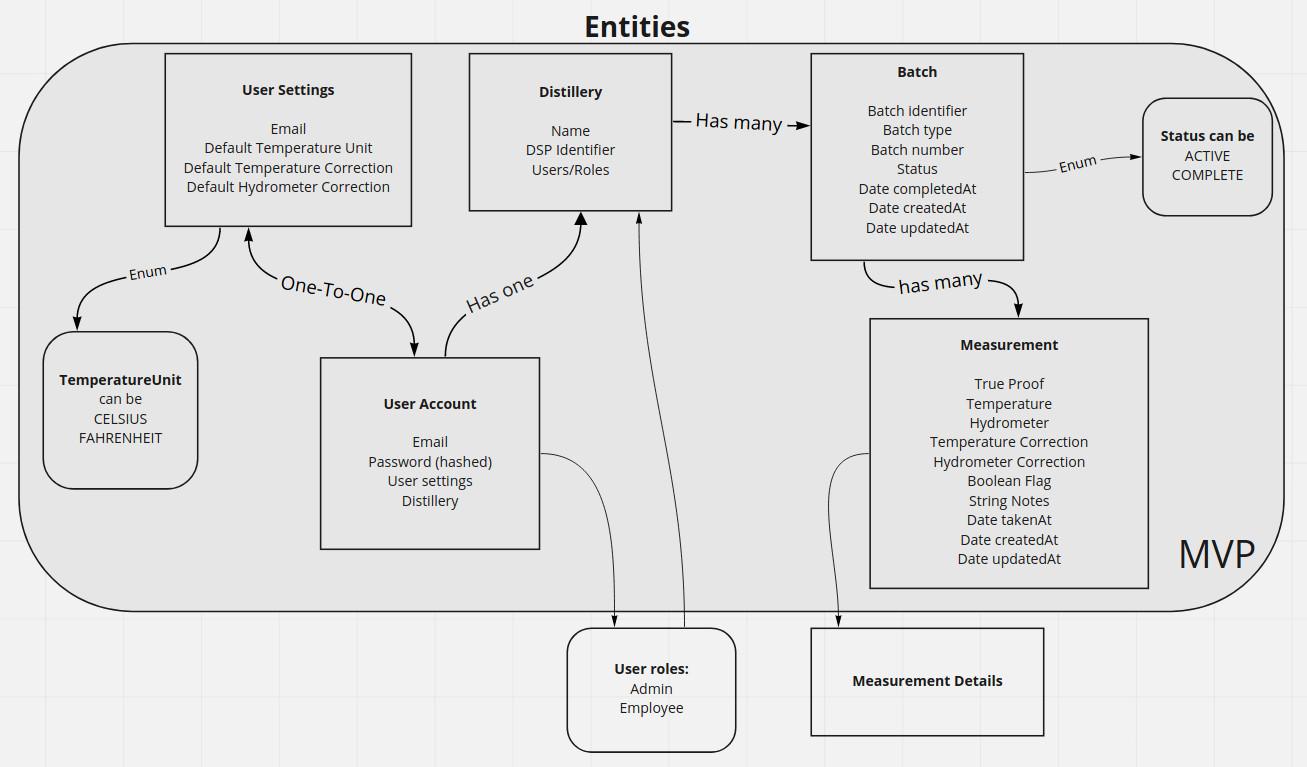 Entities
User Settings
Email
Default Temperature Unit
Default Temperature Correction
Default Hydrometer Correction
Distillery
Name
DSP Identifier
Users/Roles
Has many
Batch
Batch identifier
Batch type
Batch number
Status
Date completedAt
Date createdAt
Date updatedAt
Enum
Status can be
ACTIVE
COMPLETE
Enum
One-To-One
Has one
has many
TemperatureUnit
can be
CELSIUS
FAHRENHEIT
User Account
Email
Password (hashed)
User settings
Distillery
Measurement
True Proof
Temperature
Hydrometer
Temperature Correction
Hydrometer Correction
Boolean Flag
String Notes
Date takenAt
Date createdAt
Date updatedAt
MVP
User roles:
Admin
Employee
Measurement Details